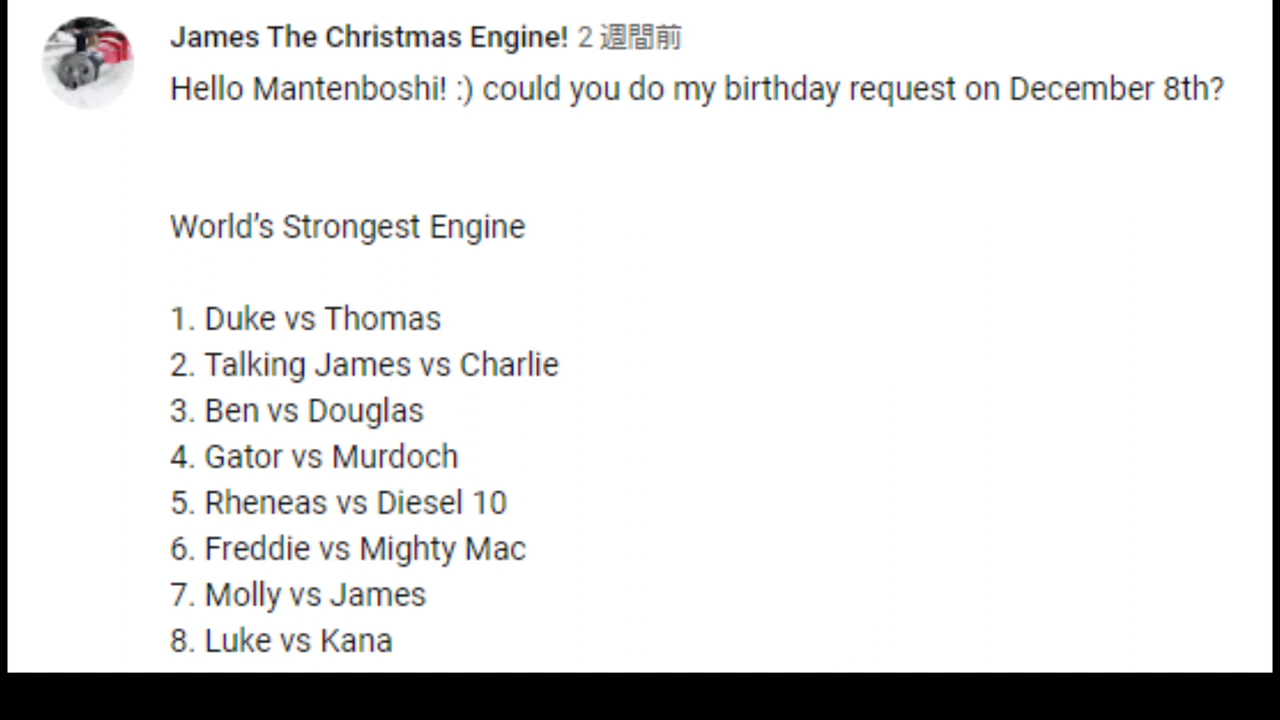 James The Christmas Engine! 2 週間前
Hello Mantenboshi! :) could you do my birthday request on December 8th?
World’s Strongest Engine
1. Duke vs Thomas
2. Talking James vs Charlie
3. Ben vs Douglas
4. Gator vs Murdoch
5. Rheneas vs Diesel 10
6. Freddie vs Mighty Mac
7. Molly vs James
8. Luke vs Kana